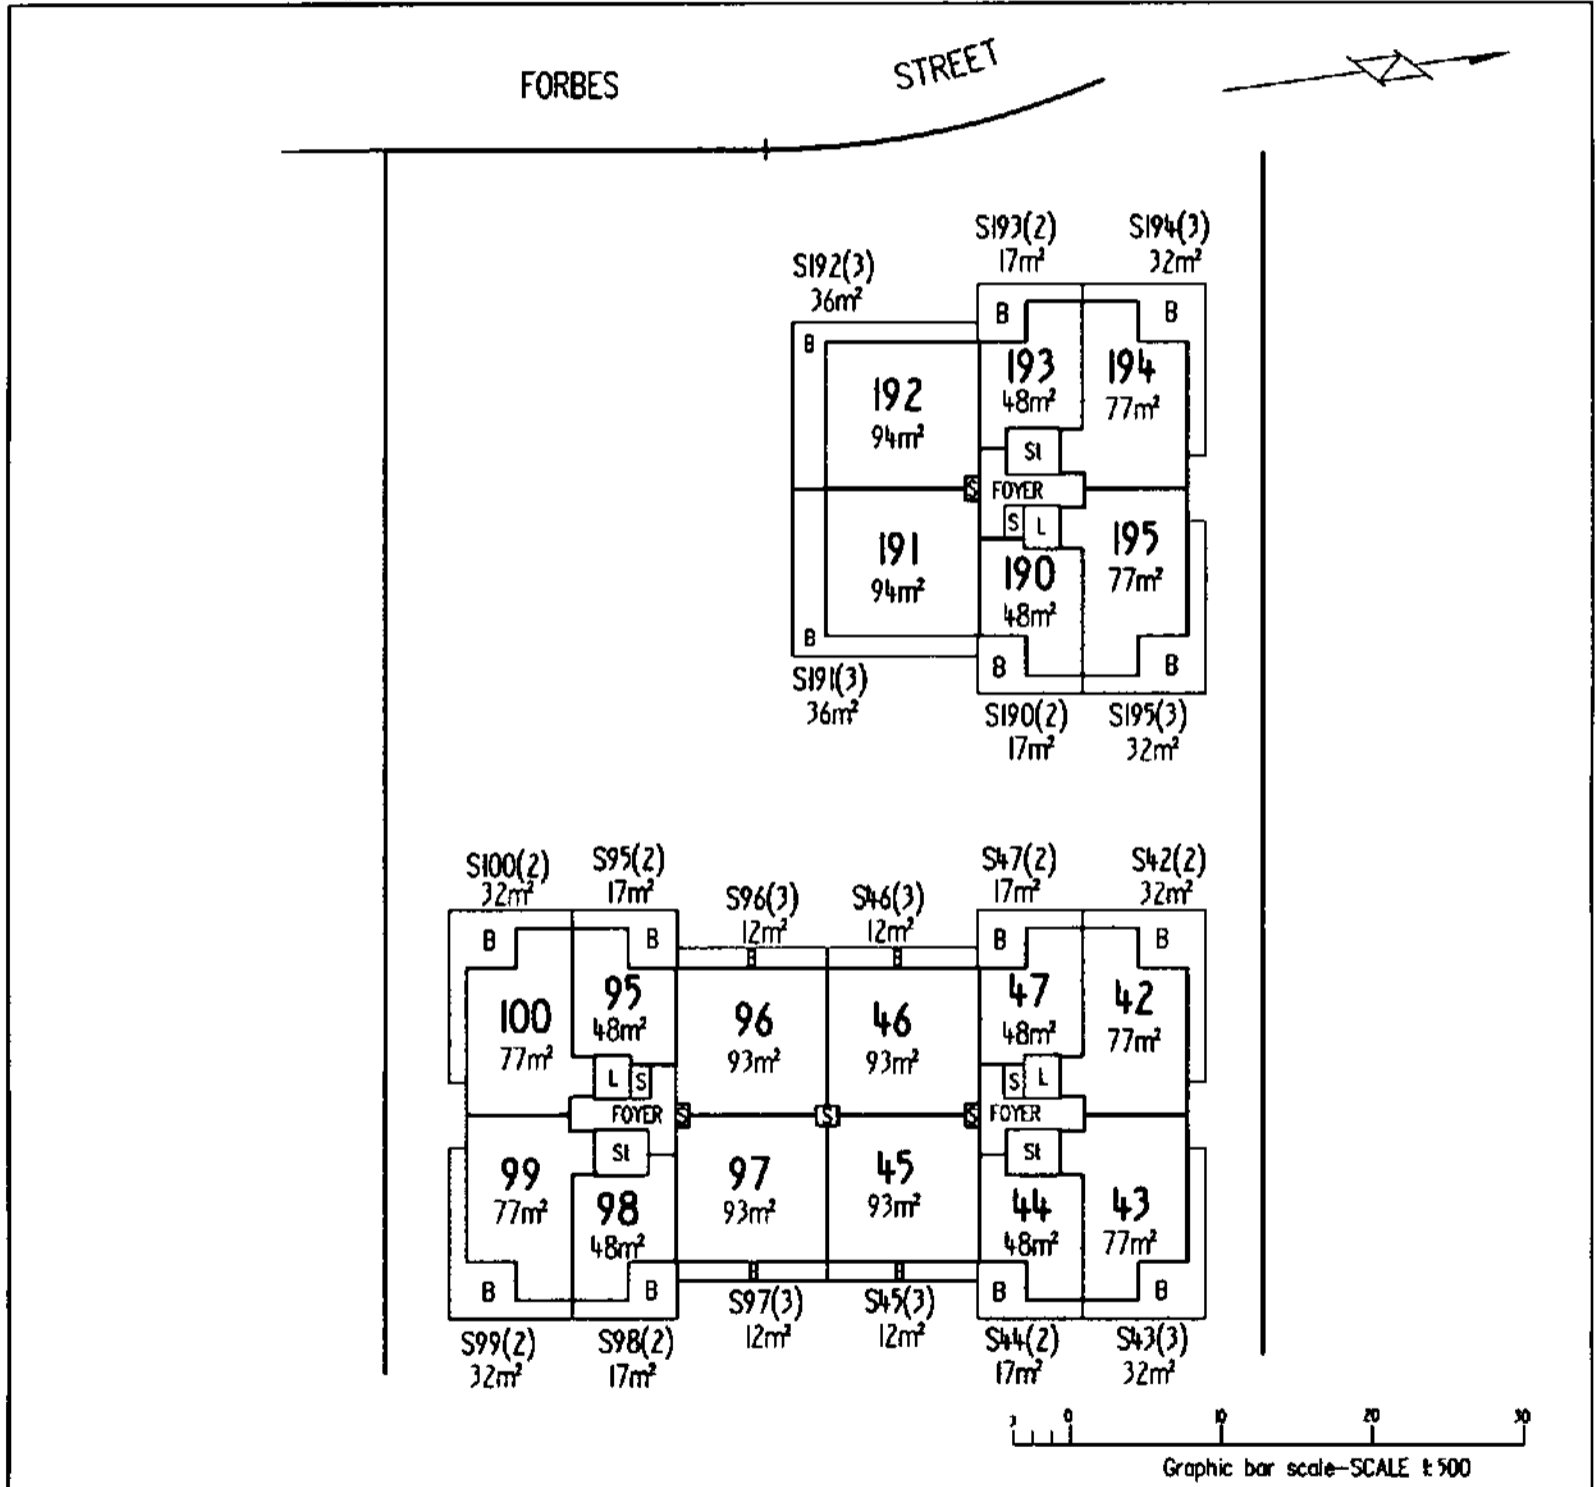 FORBES
STREET
S193(2)
17m²
S194(3)
32m²
S192(3)
36m²
B
B
B
192
94m²
193
48m²
194
77m²
St
S
FOYER
S
L
191
94m²
190
48m²
195
77m²
B
B
B
S191(3)
36m²
S190(2)
17m²
S195(3)
32m²
S100(2)
32m²
S95(2)
17m²
S96(3)
12m²
S46(3)
12m²
S47(2)
17m²
S42(2)
32m²
B
B
B
B
B
B
100
77m²
95
48m²
96
93m²
46
93m²
47
48m²
42
77m²
L
S
S
L
FOYER
S
S
S
FOYER
St
St
99
77m²
98
48m²
97
93m²
45
93m²
44
48m²
43
77m²
B
B
B
B
B
B
S99(2)
32m²
S98(2)
17m²
S97(3)
12m²
S45(3)
12m²
S44(2)
17m²
S43(3)
32m²
0
10
20
30
Graphic bar scale-SCALE 1:500